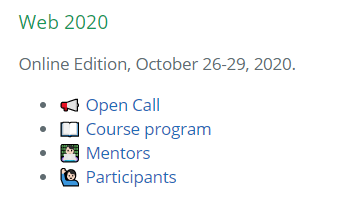 Web 2020
Online Edition, October 26-29, 2020.
Open Call
Course program
Mentors
Participants